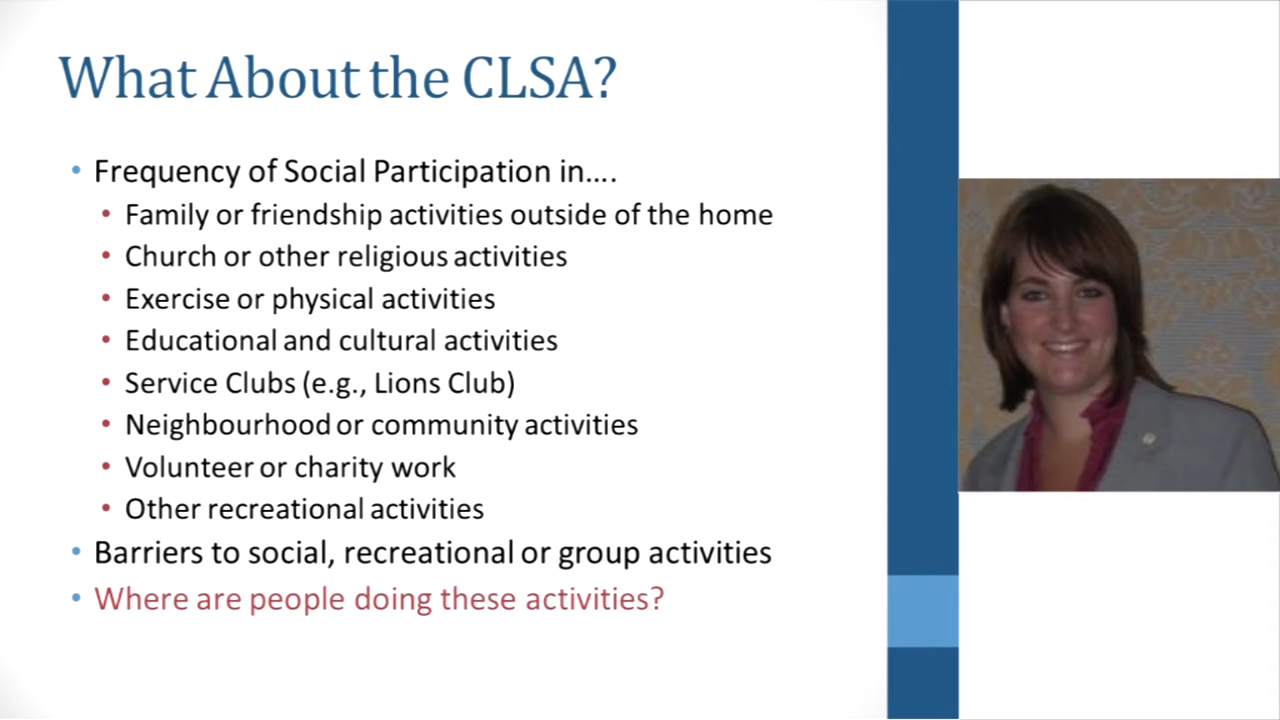 What About the CLSA?
• Frequency of Social Participation in….
• Family or friendship activities outside of the home
• Church or other religious activities
• Exercise or physical activities
• Educational and cultural activities
• Service Clubs (e.g., Lions Club)
• Neighbourhood or community activities
• Volunteer or charity work
• Other recreational activities
• Barriers to social, recreational or group activities
• Where are people doing these activities?